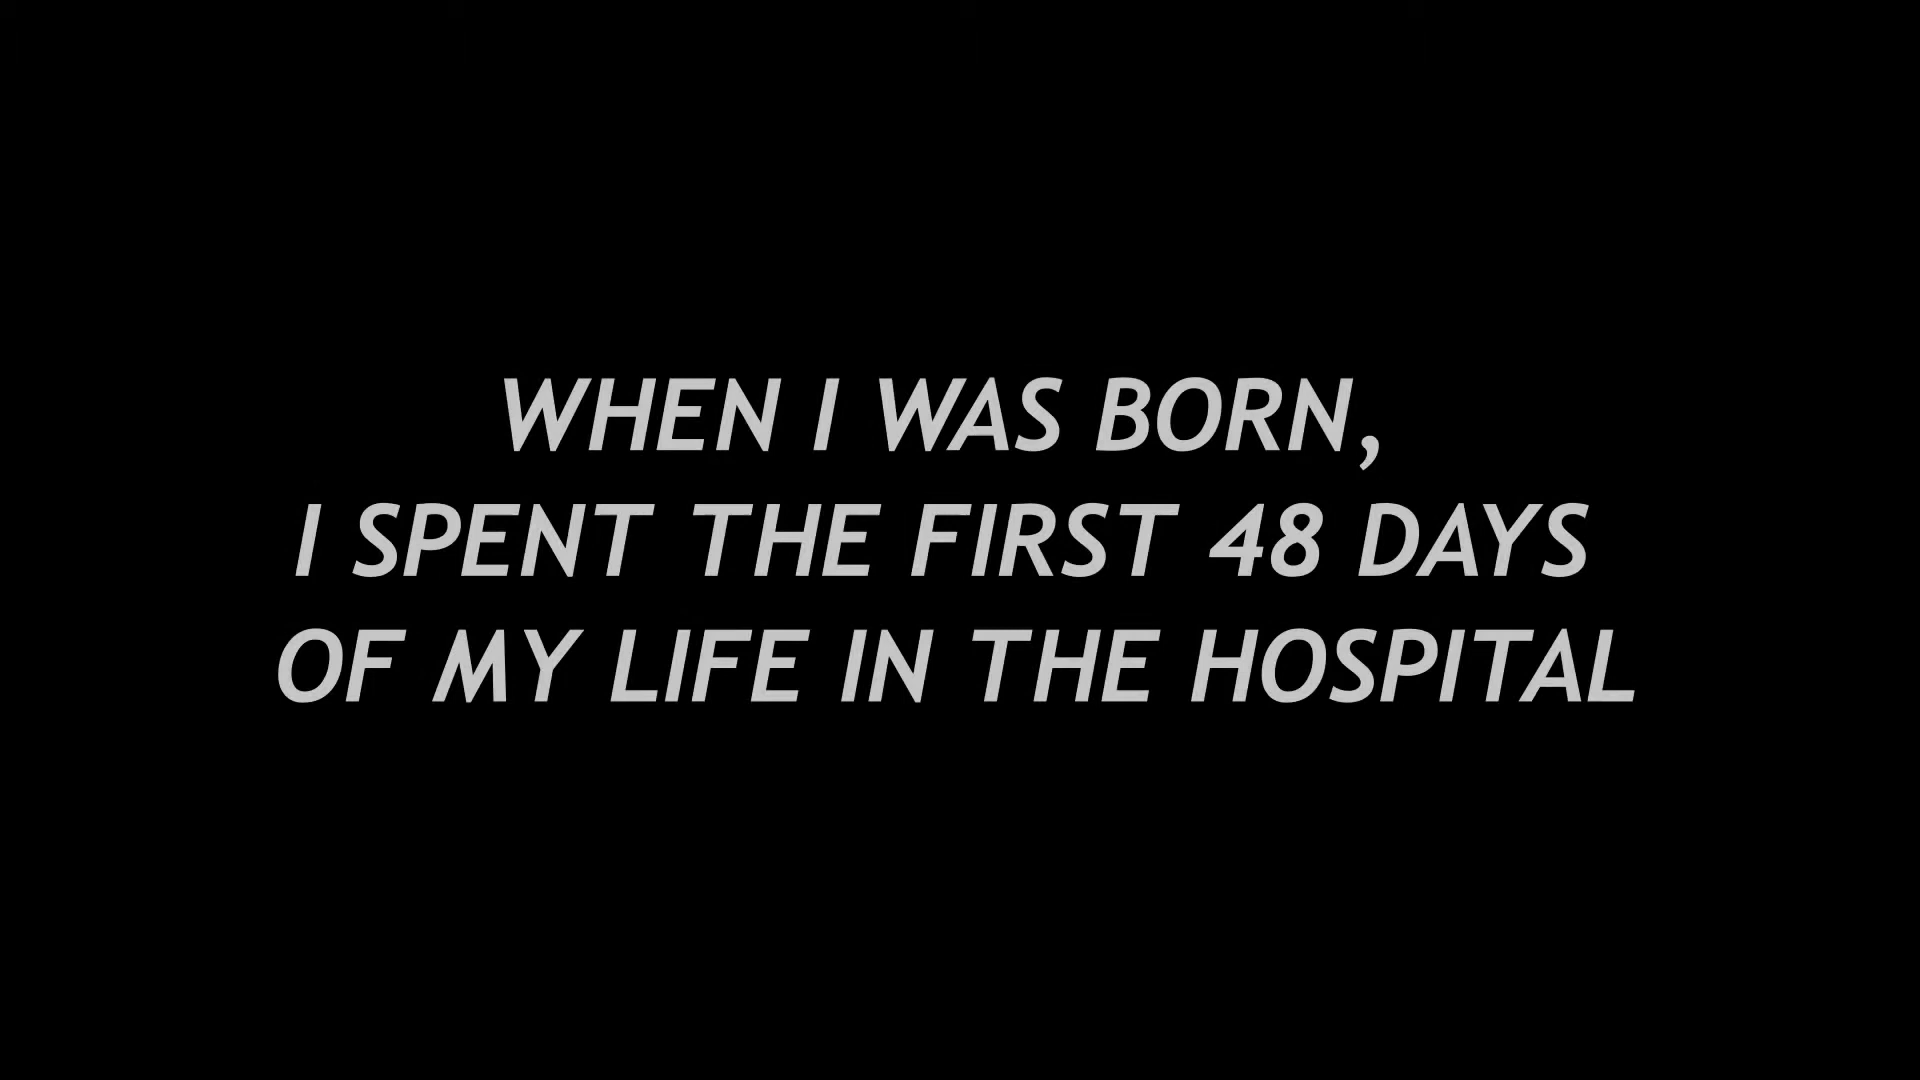 WHEN I WAS BORN,
I SPENT THE FIRST 48 DAYS
OF MY LIFE IN THE HOSPITAL